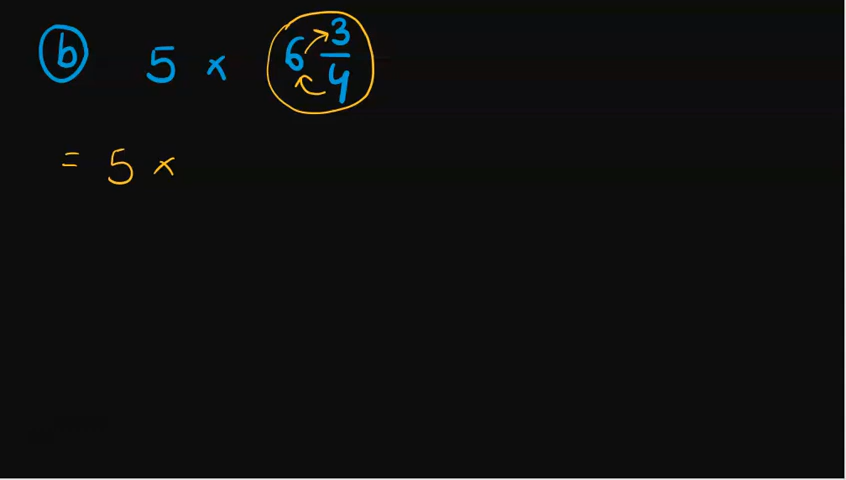 b 5 × 6 3/4
= 5 ×